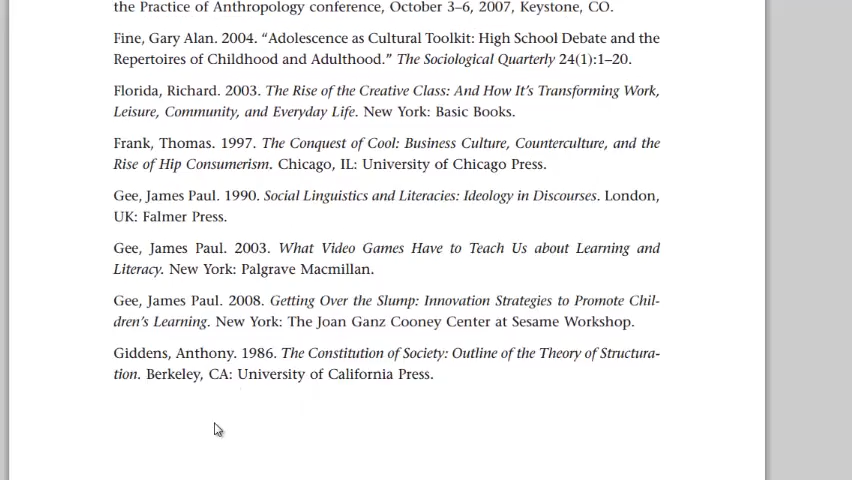 the Practice of Anthropology conference, October 3–6, 2007, Keystone, CO.
Fine, Gary Alan. 2004. “Adolescence as Cultural Toolkit: High School Debate and the
Repertoires of Childhood and Adulthood.” The Sociological Quarterly 24(1):1–20.
Florida, Richard. 2003. The Rise of the Creative Class: And How It’s Transforming Work,
Leisure, Community, and Everyday Life. New York: Basic Books.
Frank, Thomas. 1997. The Conquest of Cool: Business Culture, Counterculture, and the
Rise of Hip Consumerism. Chicago, IL: University of Chicago Press.
Gee, James Paul. 1990. Social Linguistics and Literacies: Ideology in Discourses. London,
UK: Falmer Press.
Gee, James Paul. 2003. What Video Games Have to Teach Us about Learning and
Literacy. New York: Palgrave Macmillan.
Gee, James Paul. 2008. Getting Over the Slump: Innovation Strategies to Promote Chil-
dren’s Learning. New York: The Joan Ganz Cooney Center at Sesame Workshop.
Giddens, Anthony. 1986. The Constitution of Society: Outline of the Theory of Structura-
tion. Berkeley, CA: University of California Press.